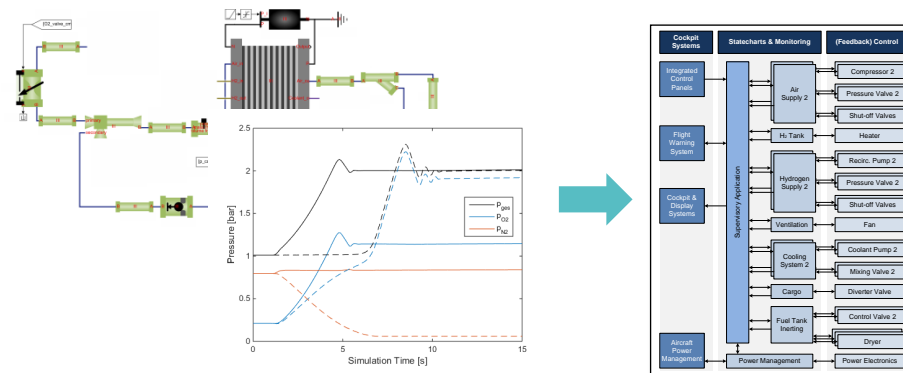 [O2_valve_cm
2.5
2
1.5
1
0.5
0
Pressure [bar]
0
5
10
15
Simulation Time [s]
p_ges
p_O2
p_N2
Cockpit
Systems
Statecharts & Monitoring
(Feedback) Control
Integrated
Control
Panels
Flight
Warning
System
Cockpit
&
Display
Systems
Aircraft
Power
Management
Supervisory Application
Air
Supply 2
H₂ Tank
Hydrogen
Supply 2
Ventilation
Cooling
System 2
Cargo
Fuel Tank
Inerting
Power Management
Compressor 2
Pressure Valve 2
Shut-off Valves
Heater
Recirc. Pump 2
Pressure Valve 2
Shut-off Valves
Fan
Coolant Pump 2
Mixing Valve 2
Diverter Valve
Control Valve 2
Dryer
Power Electronics